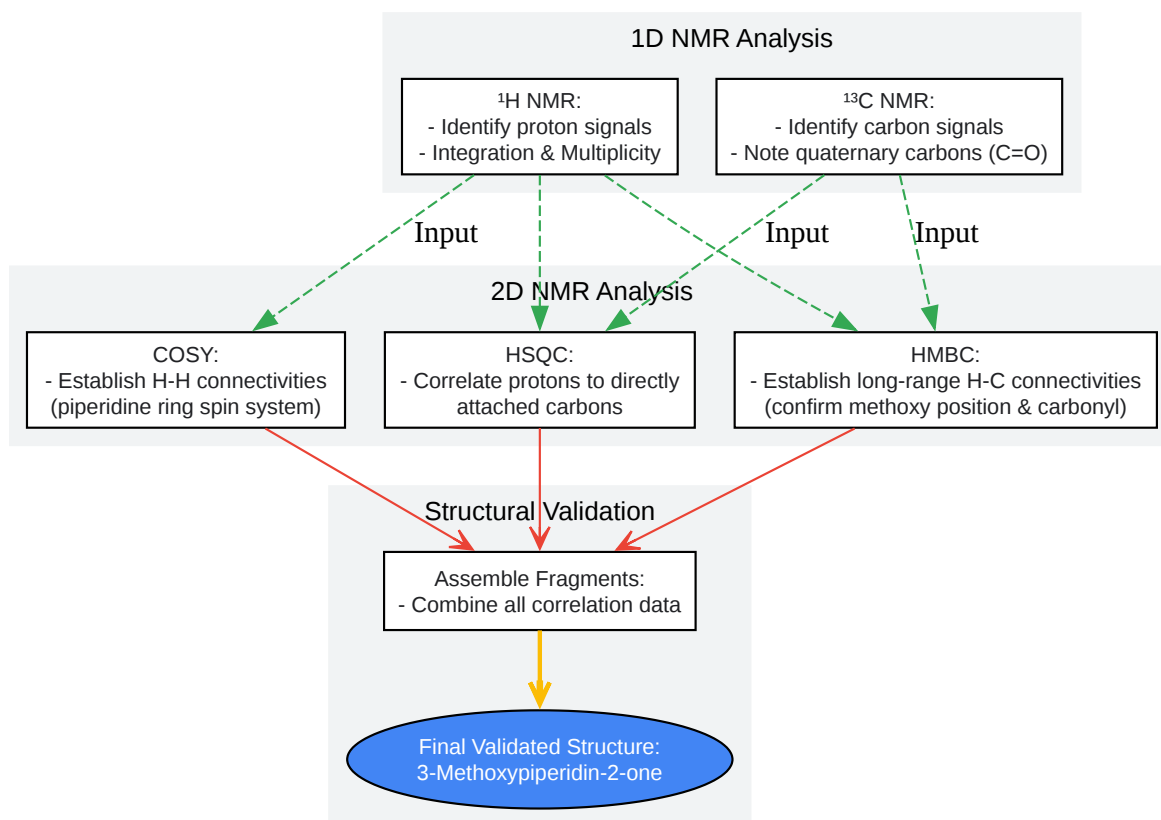 1D NMR Analysis
¹H NMR:
- Identify proton signals
- Integration & Multiplicity
¹³C NMR:
- Identify carbon signals
- Note quaternary carbons (C=O)
Input
Input
Input
2D NMR Analysis
COSY:
- Establish H-H connectivities
(piperidine ring spin system)
HSQC:
- Correlate protons to directly
attached carbons
HMBC:
- Establish long-range H-C connectivities
(confirm methoxy position & carbonyl)
Structural Validation
Assemble Fragments:
- Combine all correlation data
Final Validated Structure:
3-Methoxypiperidin-2-one